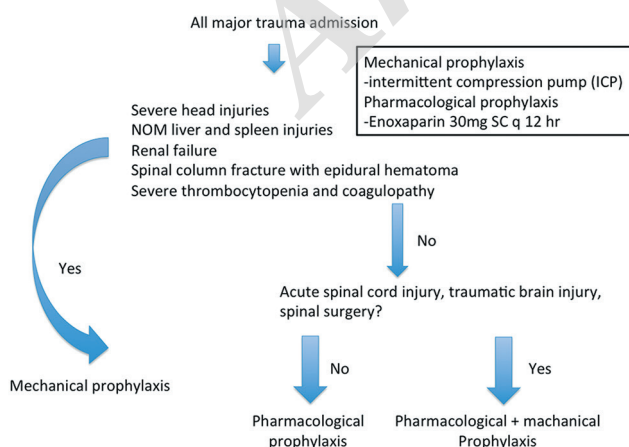 All major trauma admission
Mechanical prophylaxis
-intermittent compression pump (ICP)
Pharmacological prophylaxis
-Enoxaparin 30mg SC q 12 hr
Severe head injuries
NOM liver and spleen injuries
Renal failure
Spinal column fracture with epidural hematoma
Severe thrombocytopenia and coagulopathy
No
Yes
Acute spinal cord injury, traumatic brain injury,
spinal surgery?
No
Yes
Mechanical prophylaxis
Pharmacological
prophylaxis
Pharmacological + machanical
Prophylaxis